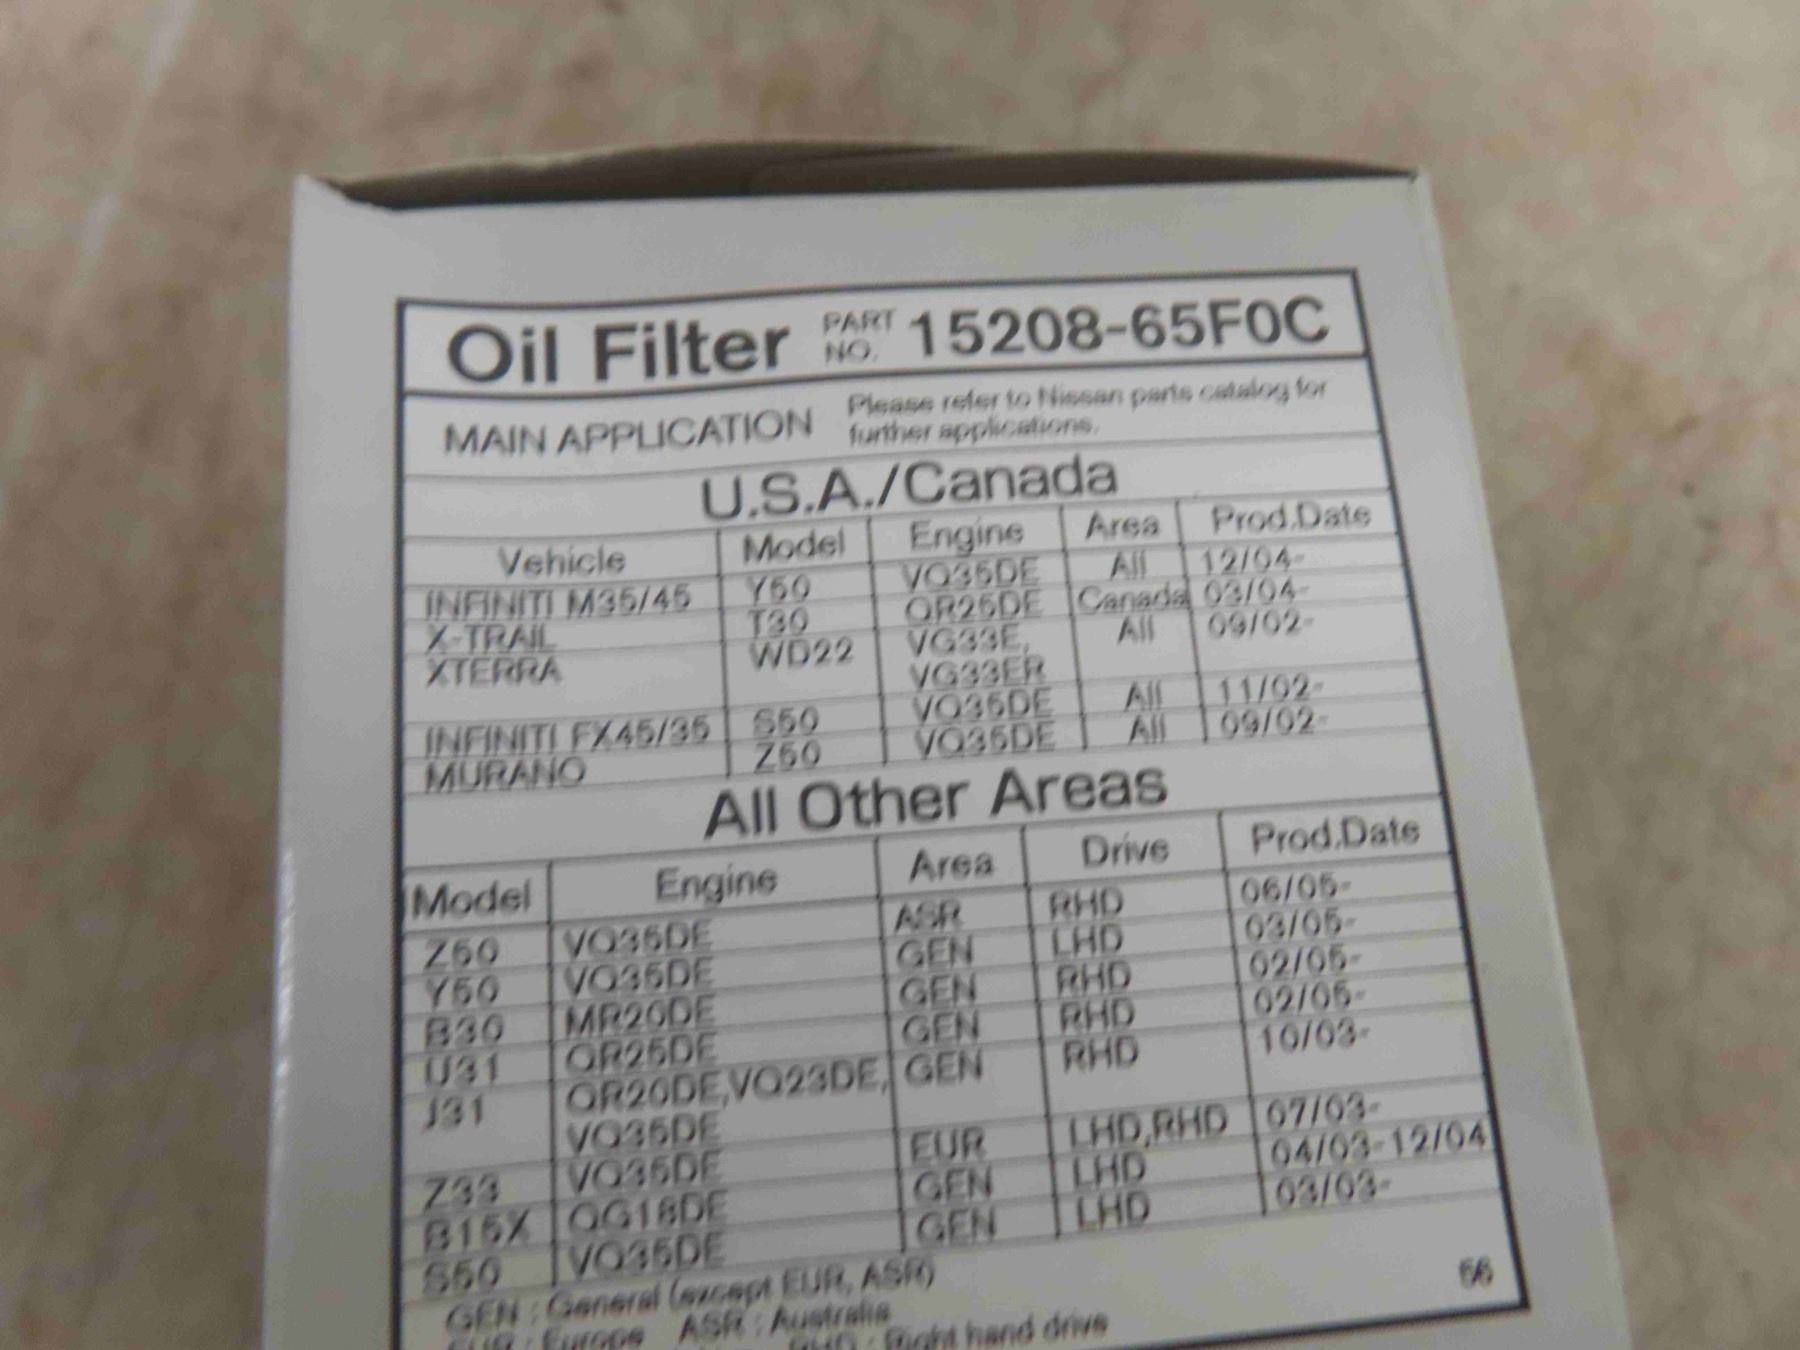 Oil Filter PART NO. 15208-65F0C
MAIN APPLICATION Please refer to Nissan parts catalog for
further applications.
U.S.A./Canada
Vehicle Model Engine Area Prod.Date
INFINITI M35/45 Y50 VQ35DE All 12/04-
X-TRAIL T30 QR25DE Canada 03/04-
XTERRA WD22 VG33E, All 09/02-
VG33ER
INFINITI FX45/35 S50 VQ35DE All 11/02-
MURANO Z50 VQ35DE All 09/02-
All Other Areas
Model Engine Area Drive Prod.Date
Z50 VQ35DE ASR RHD 06/05-
Y50 VQ35DE GEN LHD 03/05-
B30 MR20DE GEN RHD 02/05-
U31 QR25DE GEN RHD 02/05-
J31 QR20DE,VQ23DE, GEN RHD 10/03-
VQ35DE
Z33 VQ35DE EUR LHD,RHD 07/03-
B15X QG18DE GEN LHD 04/03-12/04
S50 VQ35DE GEN LHD 03/03-
GEN : General (except EUR, ASR)
EUR : Europe ASR : Australia
RHD : Right hand drive